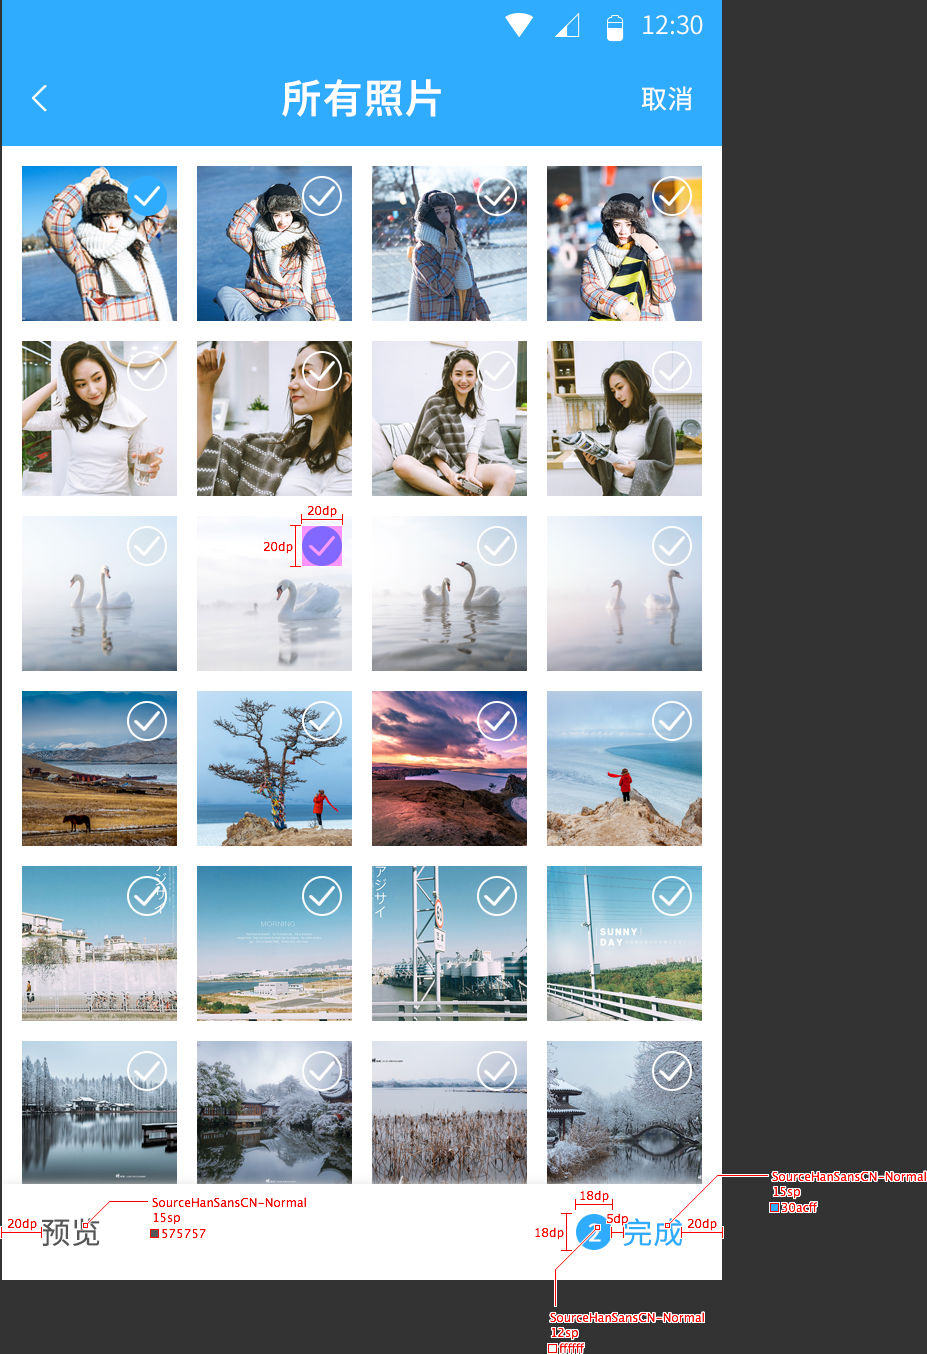 12:30
所有照片
取消
20dp
20dp
アジサイ
MORNING
アジサイ
SUNNY
DAY
SourceHanSansCN-Normal
15sp
30acff
SourceHanSansCN-Normal
15sp
575757
20dp
预览
18dp
18dp
2
5dp
完成
20dp
SourceHanSansCN-Normal
12sp
ffffff